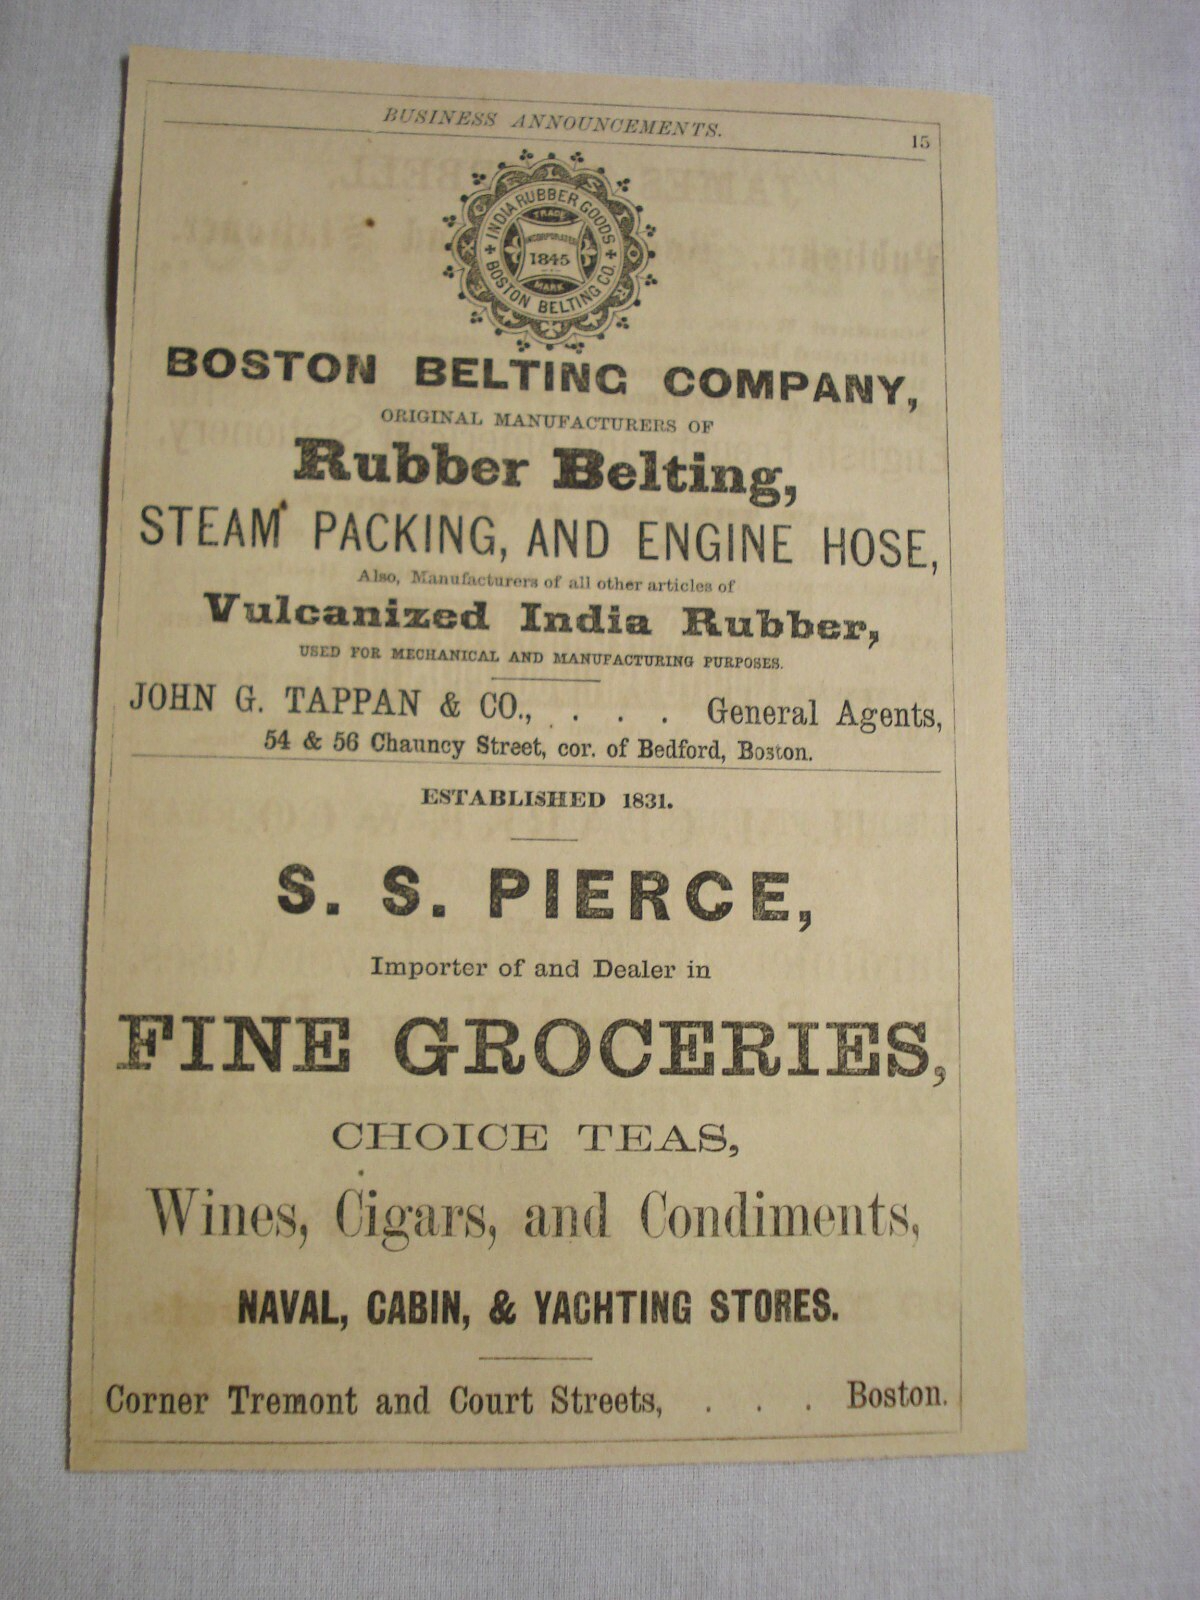 BUSINESS ANNOUNCEMENTS. 15
INDIA RUBBER GOODS
TRADE
INCORPORATED
1845
MARK
BOSTON BELTING CO.
BOSTON BELTING COMPANY,
ORIGINAL MANUFACTURERS OF
Rubber Belting,
STEAM PACKING, AND ENGINE HOSE,
Also, Manufacturers of all other articles of
Vulcanized India Rubber,
USED FOR MECHANICAL AND MANUFACTURING PURPOSES.
JOHN G. TAPPAN & CO., . . . General Agents,
54 & 56 Chauncy Street, cor. of Bedford, Boston.
ESTABLISHED 1831.
S. S. PIERCE,
Importer of and Dealer in
FINE GROCERIES,
CHOICE TEAS,
Wines, Cigars, and Condiments,
NAVAL, CABIN, & YACHTING STORES.
Corner Tremont and Court Streets, . . . Boston.